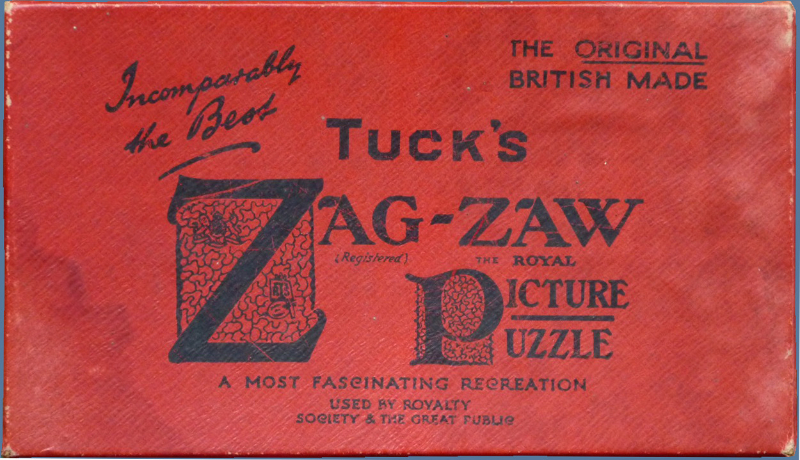 Incomparably
the Best
THE ORIGINAL
BRITISH MADE
TUCK'S
ZAG-ZAW
(Registered)
THE ROYAL
PICTURE
PUZZLE
A MOST FASCINATING RECREATION
USED BY ROYALTY
SOCIETY & THE GREAT PUBLIC